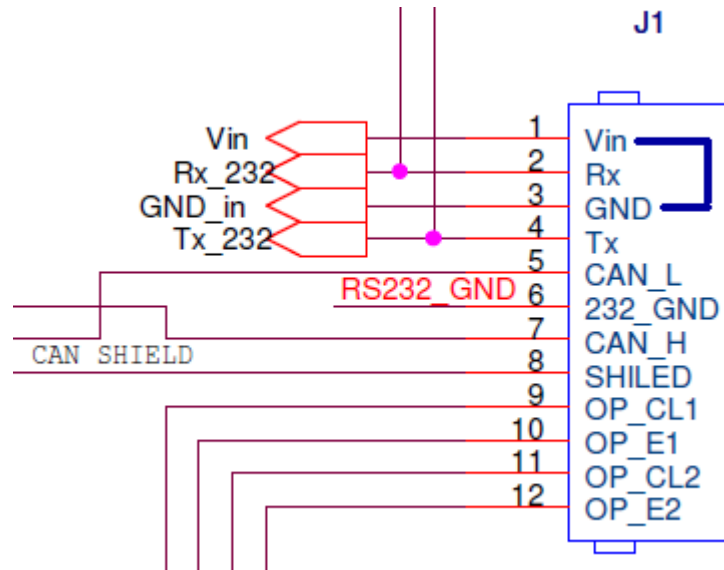 J1
Vin 1 Vin
Rx_232 2 Rx
GND_in 3 GND
Tx_232 4 Tx
5 CAN_L
RS232_GND 6 232_GND
7 CAN_H
CAN SHIELD 8 SHILED
9 OP_CL1
10 OP_E1
11 OP_CL2
12 OP_E2